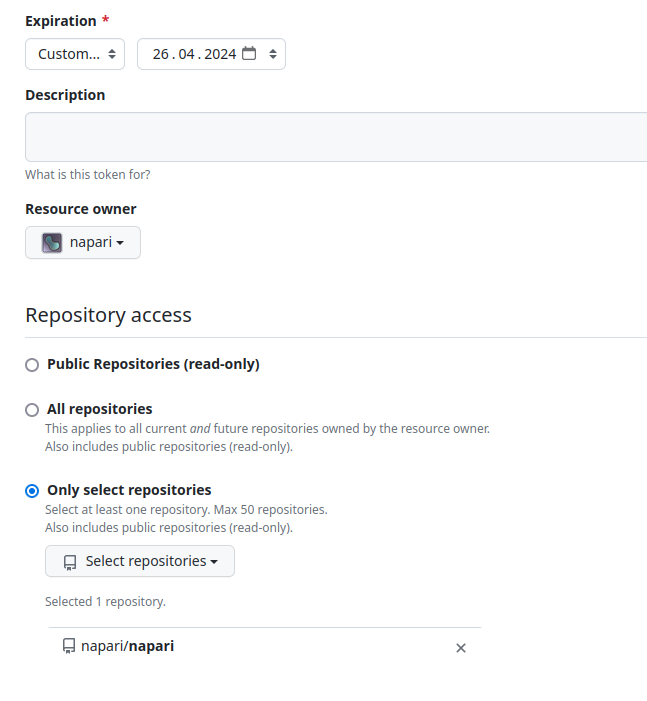 Expiration *
Custom... 26.04.2024
Description
What is this token for?
Resource owner
napari
Repository access
Public Repositories (read-only)
All repositories
This applies to all current and future repositories owned by the resource owner.
Also includes public repositories (read-only).
Only select repositories
Select at least one repository. Max 50 repositories.
Also includes public repositories (read-only).
Select repositories
Selected 1 repository.
napari/napari